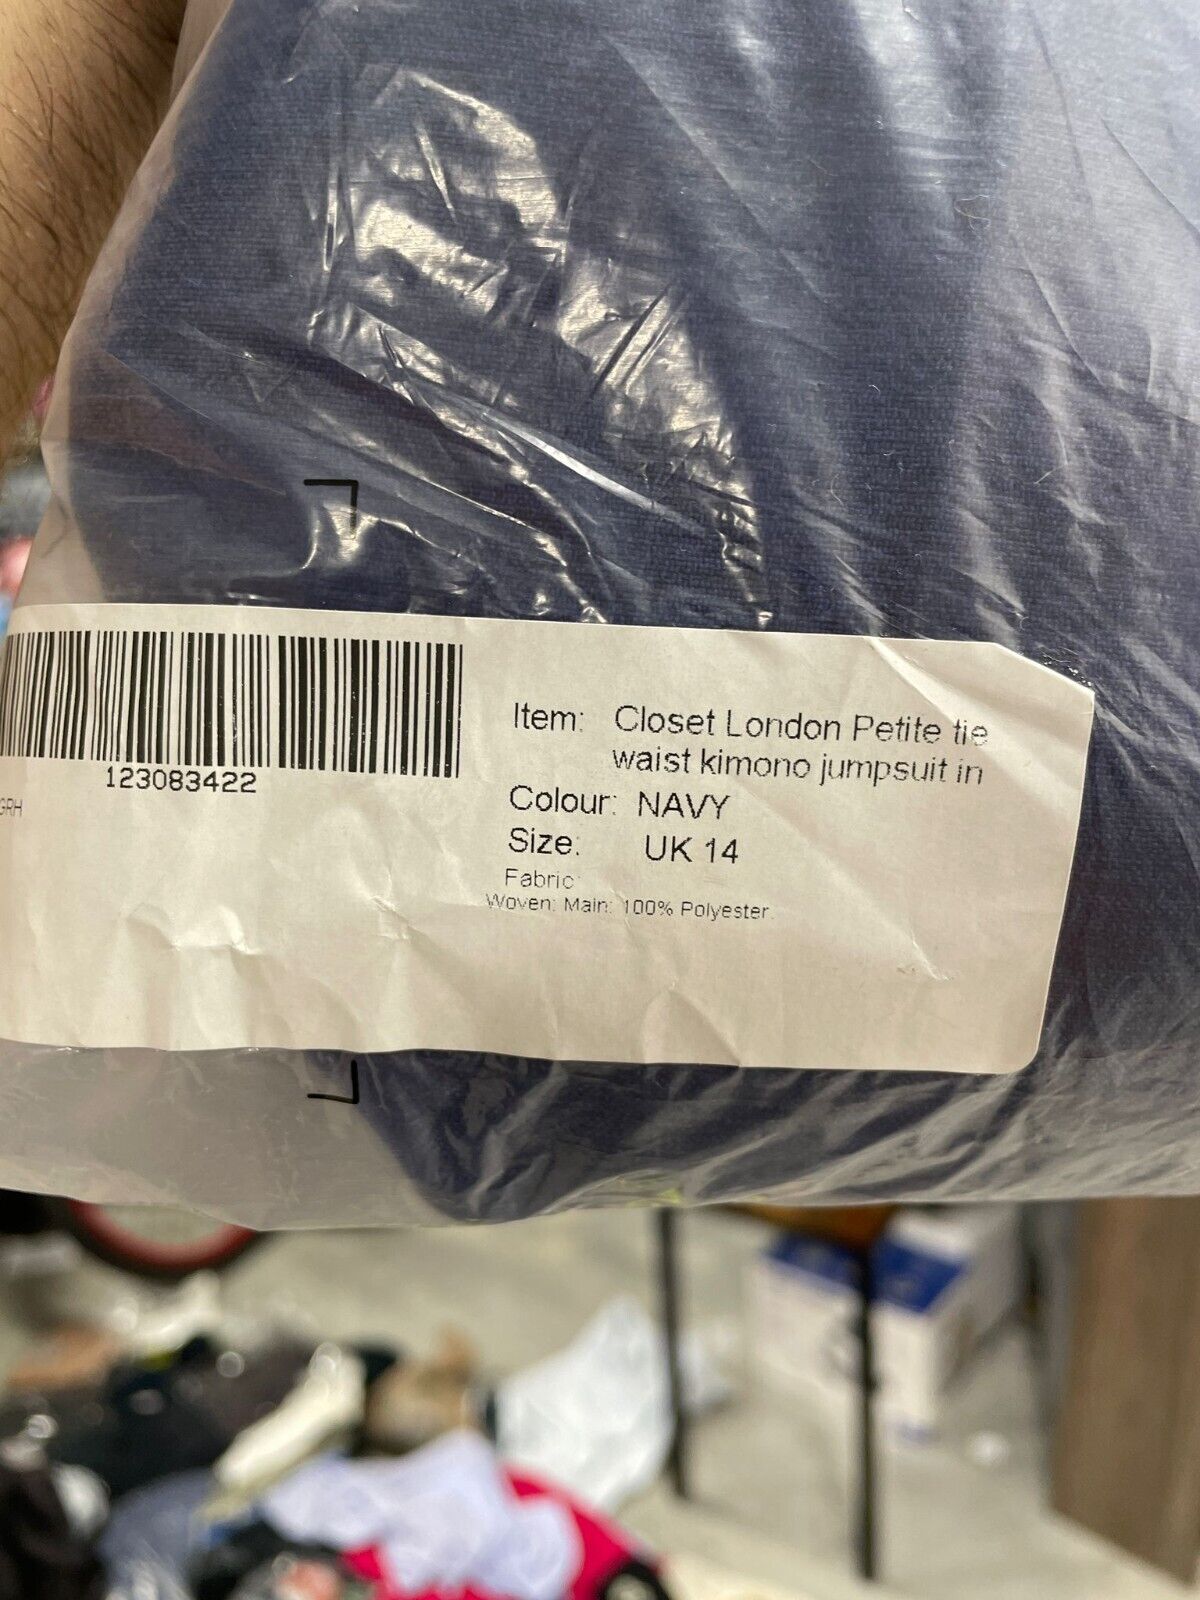 123083422
GRH
Item: Closet London Petite tie
waist kimono jumpsuit in
Colour: NAVY
Size: UK 14
Fabric:
Woven: Main: 100% Polyester.